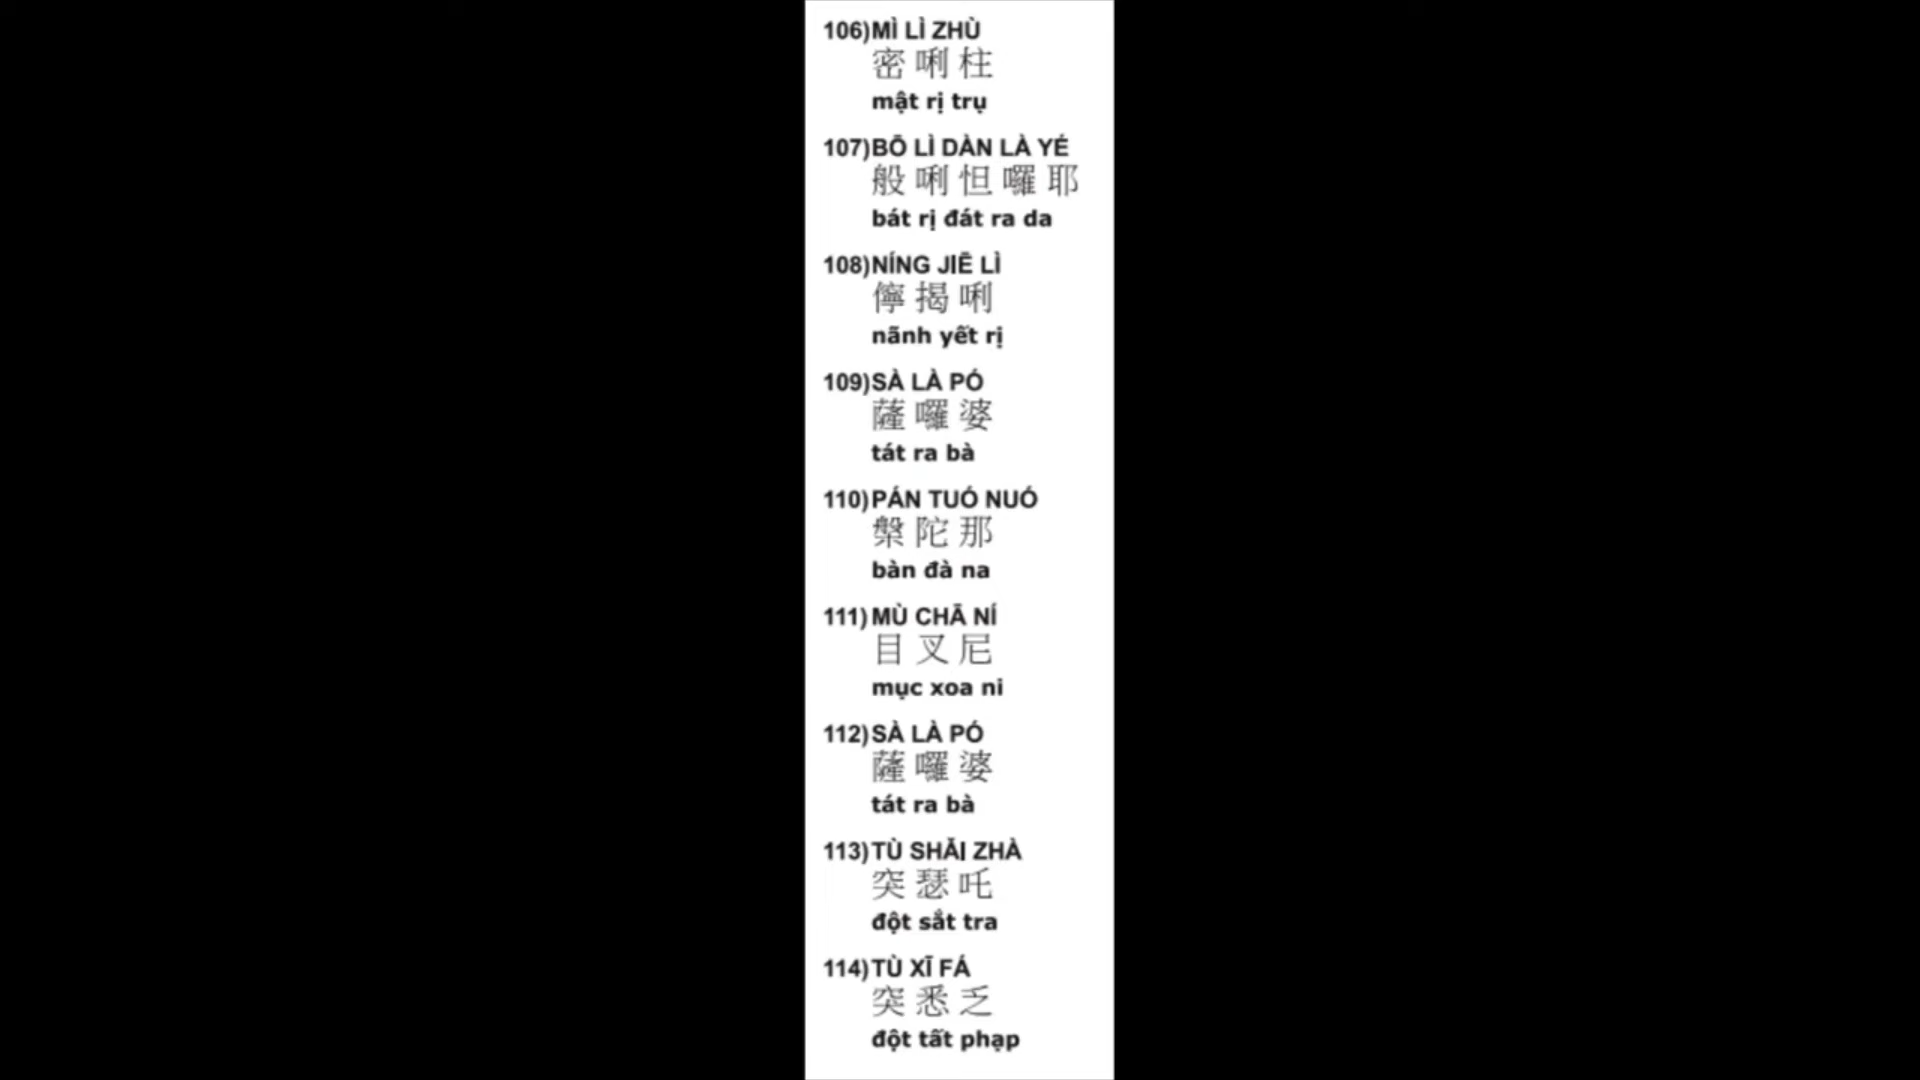 106)MÌ LÌ ZHÙ
密 唎 柱
mật rị trụ
107)BŌ LÌ DÀN LÀ YÉ
般 唎 怛 囉 耶
bát rị đát ra da
108)NÍNG JIĒ LÌ
儜 揭 唎
nãnh yết rị
109)SÀ LÀ PÓ
薩 囉 婆
tát ra bà
110)PÁN TUÓ NUÓ
槃 陀 那
bàn đà na
111)MÙ CHĀ NÍ
目 叉 尼
mục xoa ni
112)SÀ LÀ PÓ
薩 囉 婆
tát ra bà
113)TÙ SHǍI ZHÀ
突 瑟 吒
đột sắt tra
114)TÙ XĪ FÁ
突 悉 乏
đột tất phạp